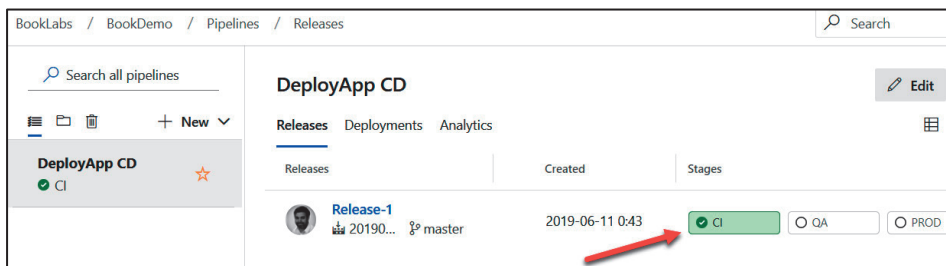 BookLabs / BookDemo / Pipelines / Releases
Search
Search all pipelines
DeployApp CD
Edit
New
Releases Deployments Analytics
DeployApp CD
CI
Releases Created Stages
Release-1
20190... master
2019-06-11 0:43
CI
QA
PROD